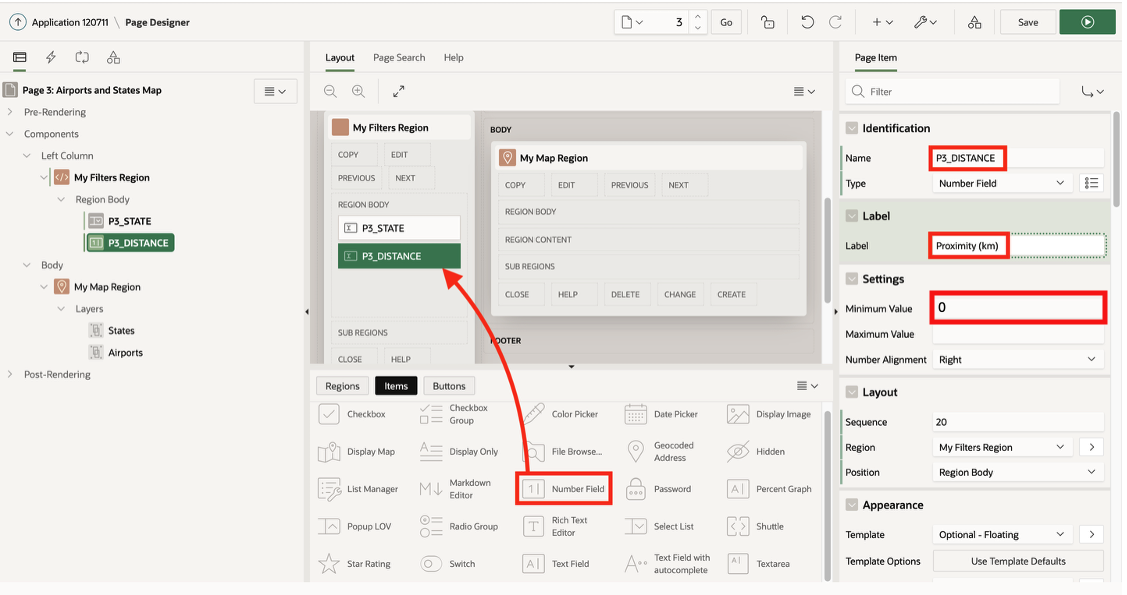 Application 120711 \ Page Designer
3
Go
Save
Page 3: Airports and States Map
Pre-Rendering
Components
Left Column
My Filters Region
Region Body
P3_STATE
P3_DISTANCE
Body
My Map Region
Layers
States
Airports
Post-Rendering
Layout Page Search Help
My Filters Region
COPY EDIT
PREVIOUS NEXT
REGION BODY
P3_STATE
P3_DISTANCE
SUB REGIONS
CLOSE HELP
BODY
My Map Region
COPY EDIT PREVIOUS NEXT
REGION BODY
REGION CONTENT
SUB REGIONS
CLOSE HELP DELETE CHANGE CREATE
FOOTER
Regions Items Buttons
Checkbox
Checkbox
Group
Color Picker
Date Picker
Display Image
Display Map
Display Only
File Browse...
Geocoded
Address
Hidden
List Manager
Markdown
Editor
Number Field
Password
Percent Graph
Popup LOV
Radio Group
Rich Text
Editor
Select List
Shuttle
Star Rating
Switch
Text Field
Text Field with
autocomplete
Textarea
Page Item
Filter
Identification
Name P3_DISTANCE
Type Number Field
Label
Label Proximity (km)
Settings
Minimum Value 0
Maximum Value
Number Alignment Right
Layout
Sequence 20
Region My Filters Region
Position Region Body
Appearance
Template Optional - Floating
Template Options Use Template Defaults